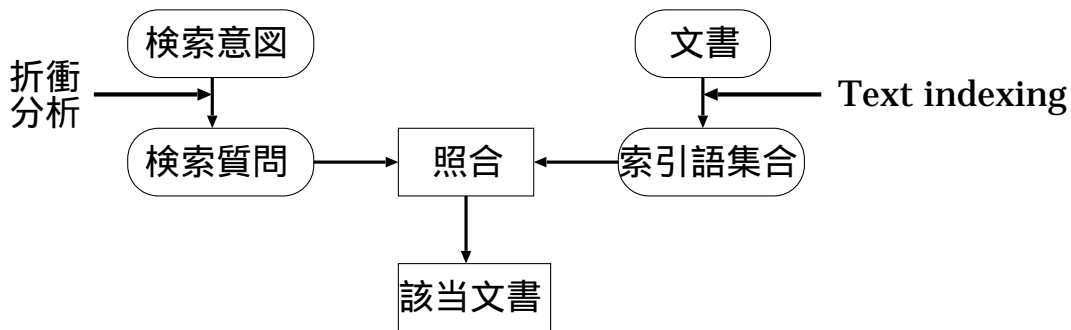 検索意図
文書
折衝
分析
Text indexing
検索質問
照合
索引語集合
該当文書